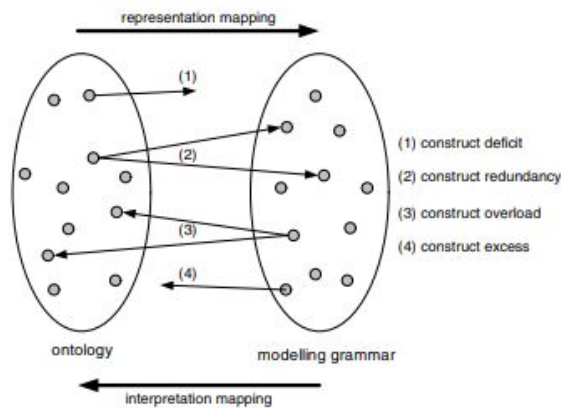 representation mapping
(1)
(1) construct deficit
(2)
(2) construct redundancy
(3) construct overload
(3)
(4) construct excess
(4)
ontology
modelling grammar
interpretation mapping